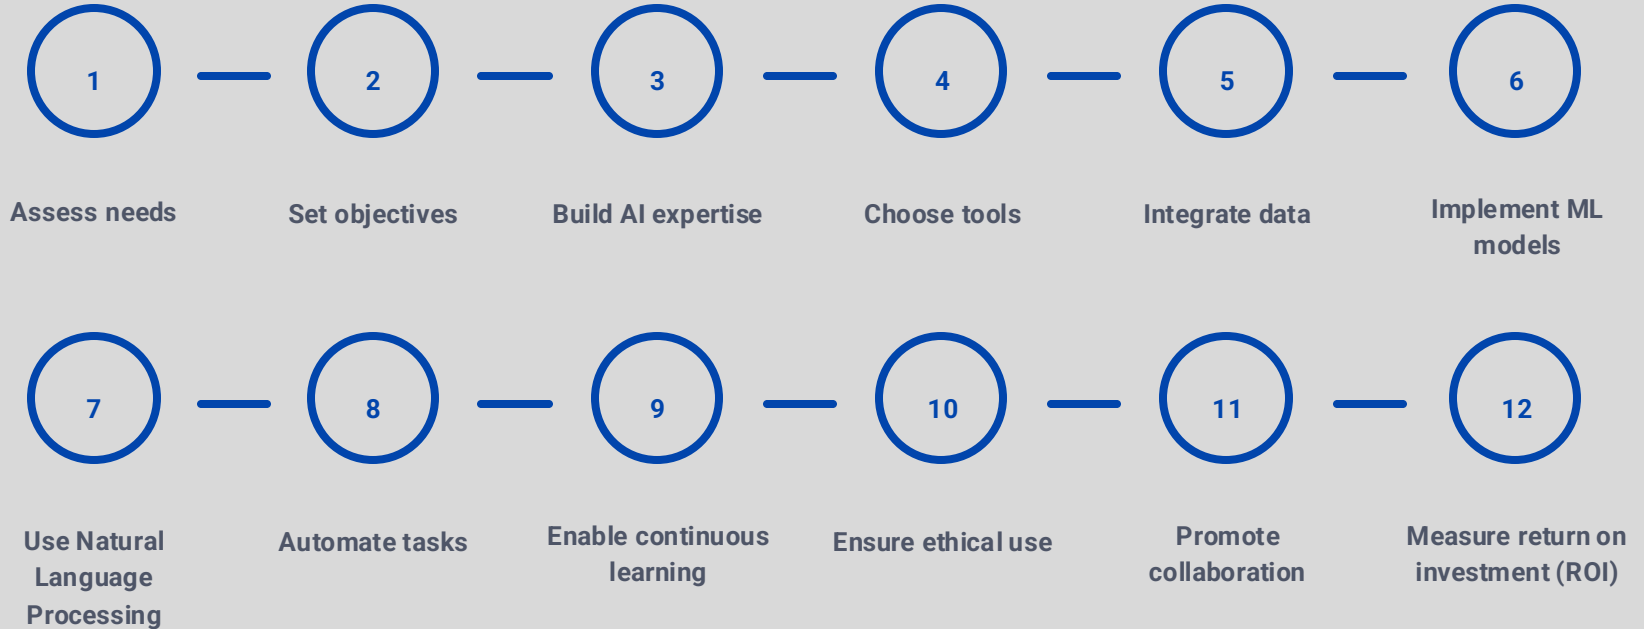 1
2
3
4
5
6
Assess needs
Set objectives
Build AI expertise
Choose tools
Integrate data
Implement ML
models
7
8
9
10
11
12
Use Natural
Language
Processing
Automate tasks
Enable continuous
learning
Ensure ethical use
Promote
collaboration
Measure return on
investment (ROI)